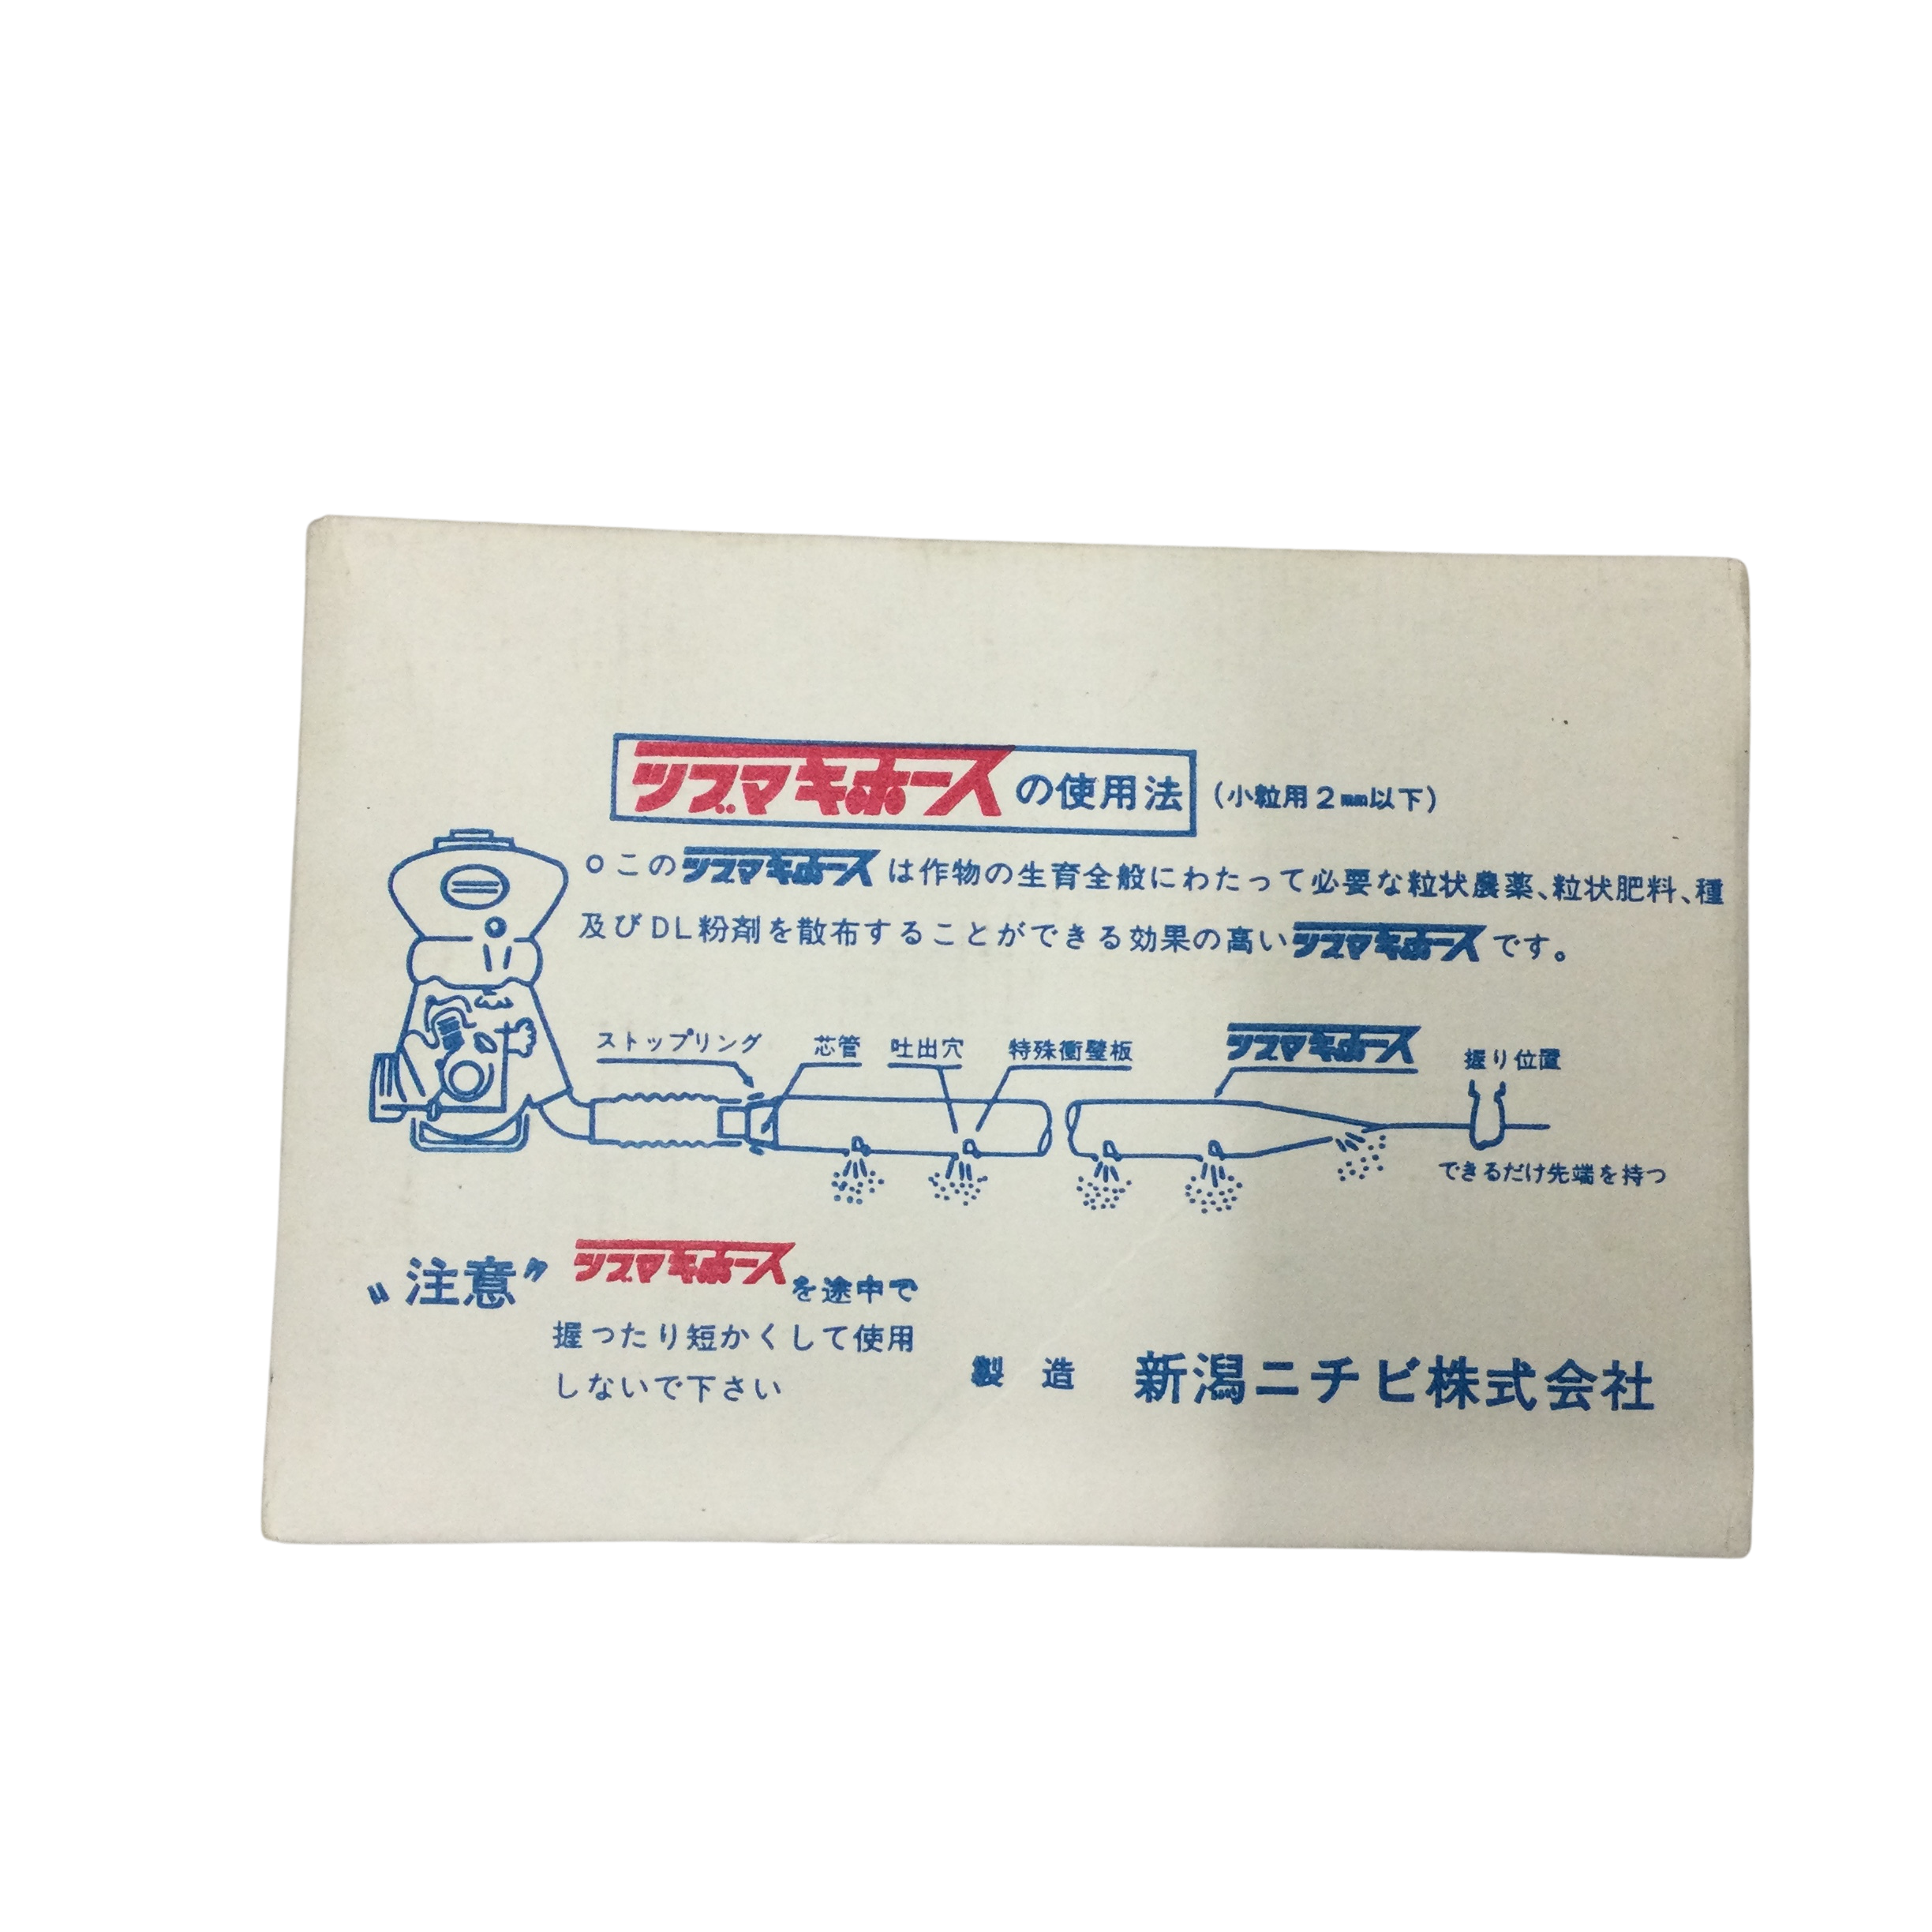 ツブマキホースの使用法 (小粒用2mm以下)
○このツブマキホースは作物の生育全般にわたって必要な粒状農薬、粒状肥料、種
及びDL粉剤を散布することができる効果の高いツブマキホースです。
ストップリング 芯管 吐出穴 特殊衝壁板 ツブマキホース 握り位置
できるだけ先端を持つ
〝注意〞 ツブマキホースを途中で
握つたり短かくして使用
しないで下さい
製造 新潟ニチビ株式会社